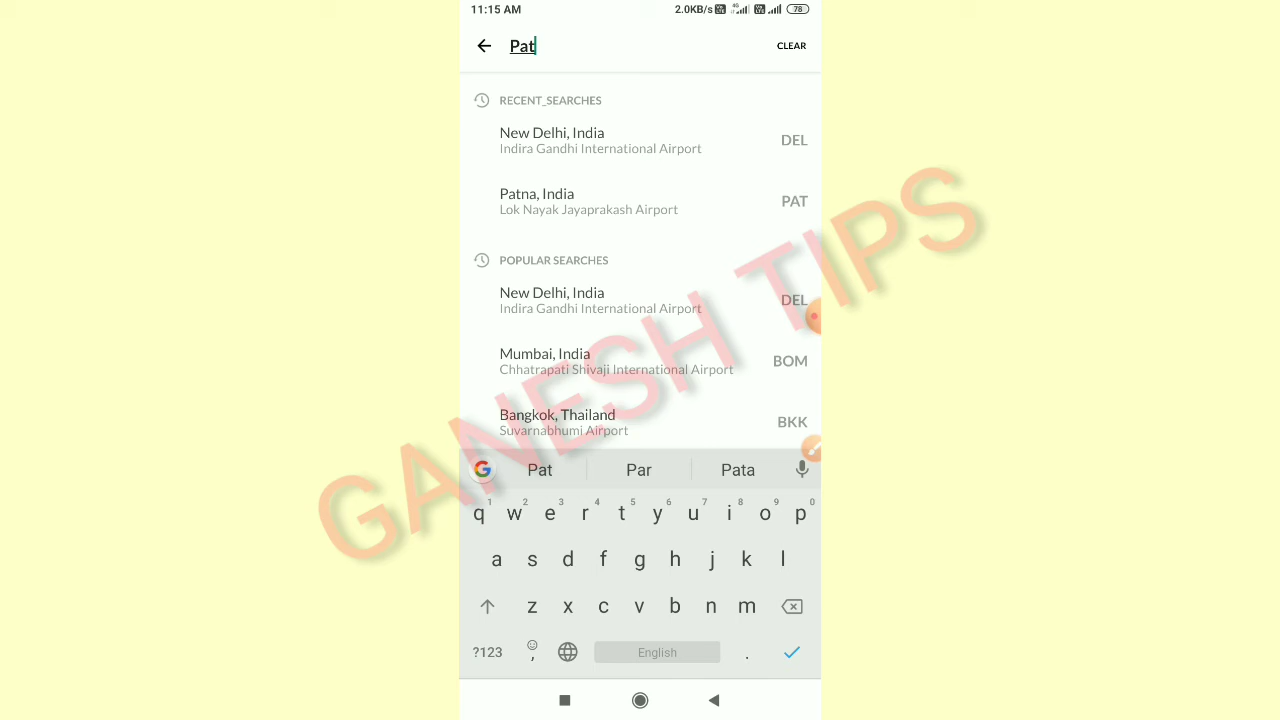 11:15 AM 2.0KB/s 4G 78
Pat CLEAR
RECENT_SEARCHES
New Delhi, India
Indira Gandhi International Airport
DEL
Patna, India
Lok Nayak Jayaprakash Airport
PAT
POPULAR SEARCHES
New Delhi, India
Indira Gandhi International Airport
DEL
Mumbai, India
Chhatrapati Shivaji International Airport
BOM
Bangkok, Thailand
Suvarnabhumi Airport
BKK
GANESH TIPS
G Pat Par Pata
1 2 3 4 5 6 7 8 9 0
q w e r t y u i o p
a s d f g h j k l
z x c v b n m
?123 , English .